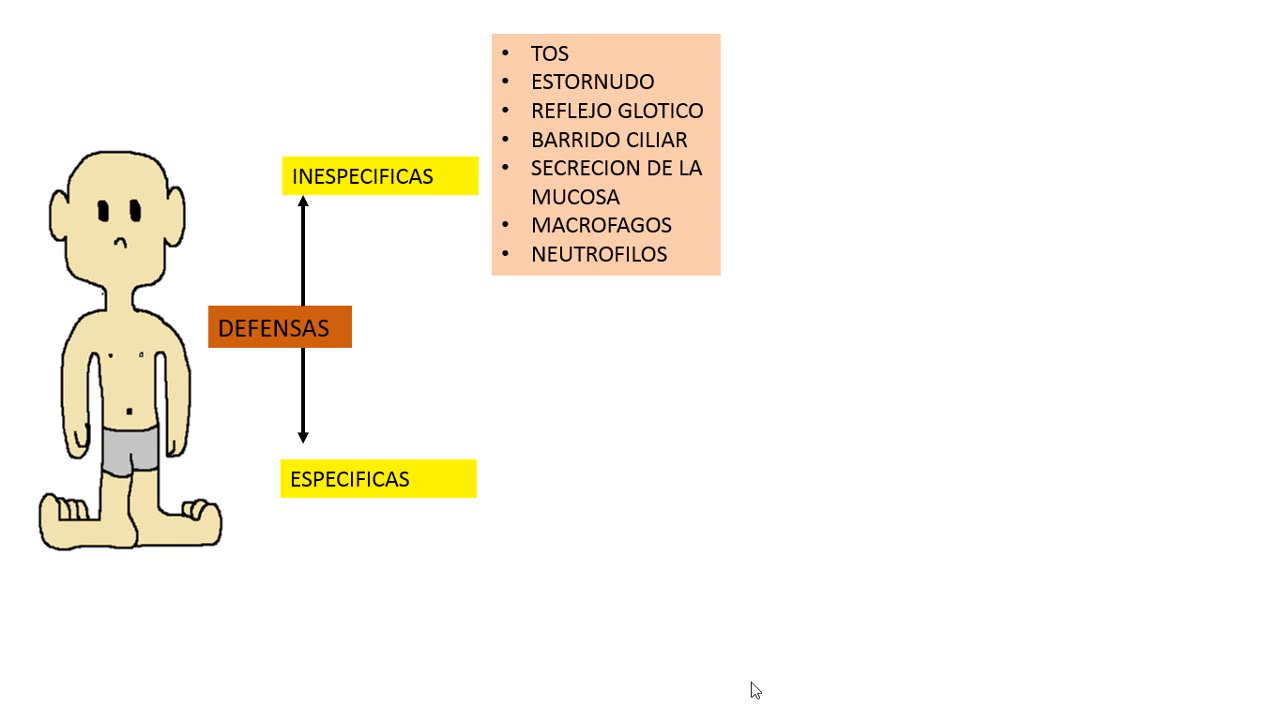 • TOS
• ESTORNUDO
• REFLEJO GLOTICO
• BARRIDO CILIAR
• SECRECION DE LA
MUCOSA
• MACROFAGOS
• NEUTROFILOS
INESPECIFICAS
DEFENSAS
ESPECIFICAS